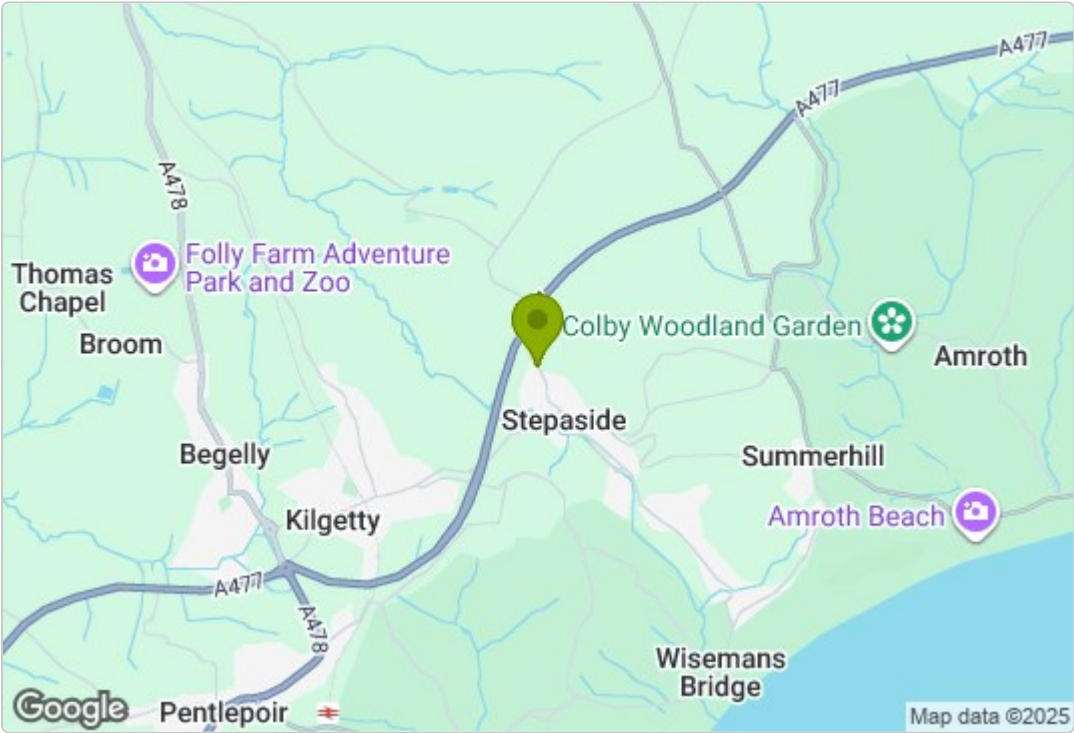 A477
A477
A478
Folly Farm Adventure
Park and Zoo
Thomas
Chapel
Broom
Colby Woodland Garden
Amroth
Stepaside
Begelly
Summerhill
Kilgetty
Amroth Beach
A477
A478
Wisemans
Bridge
Pentlepoir
Google
Map data ©2025